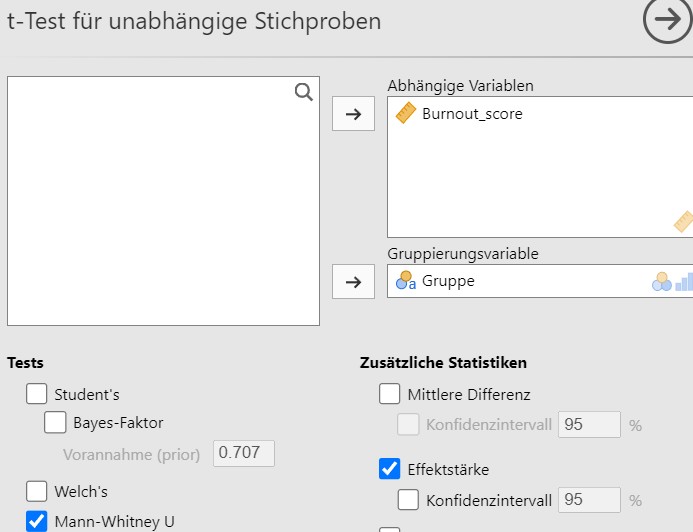 t-Test für unabhängige Stichproben
Abhängige Variablen
Burnout_score
Gruppierungsvariable
a Gruppe
Tests
Student's
Bayes-Faktor
Vorannahme (prior) 0.707
Welch's
Mann-Whitney U
Zusätzliche Statistiken
Mittlere Differenz
Konfidenzintervall 95 %
Effektstärke
Konfidenzintervall 95 %